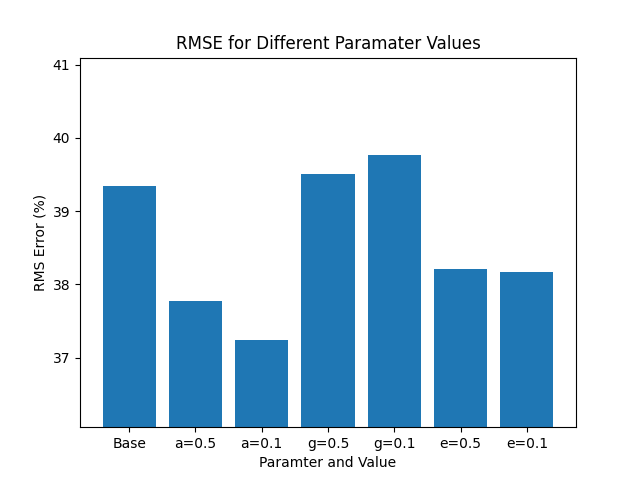 RMSE for Different Paramater Values
41
40
39
38
37
RMS Error (%)
Base a=0.5 a=0.1 g=0.5 g=0.1 e=0.5 e=0.1
Paramter and Value